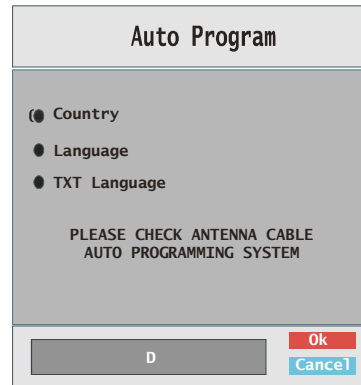 Auto Program
Country
Language
TXT Language
PLEASE CHECK ANTENNA CABLE
AUTO PROGRAMMING SYSTEM
D
Ok
Cancel